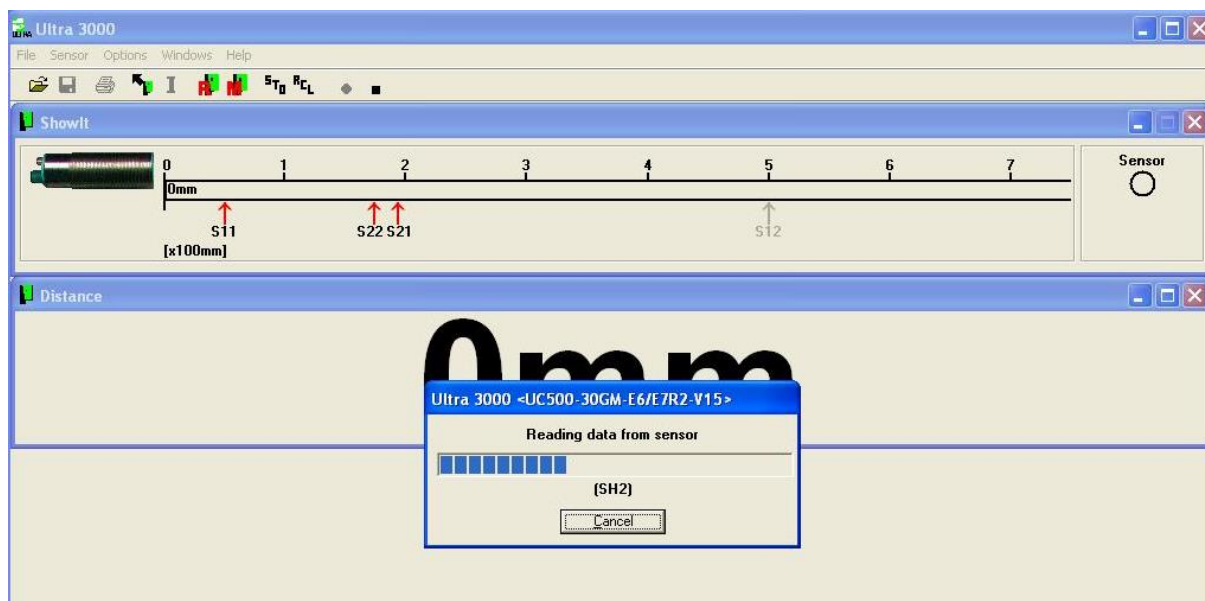 Ultra 3000
File Sensor Options Windows Help
STO RCL
ShowIt
0 1 2 3 4 5 6 7
0mm
S11 S22 S21 S12
[x100mm]
Sensor
Distance
0mm
Ultra 3000 <UC500-30GM-E6/E7R2-V15>
Reading data from sensor
(SH2)
Cancel